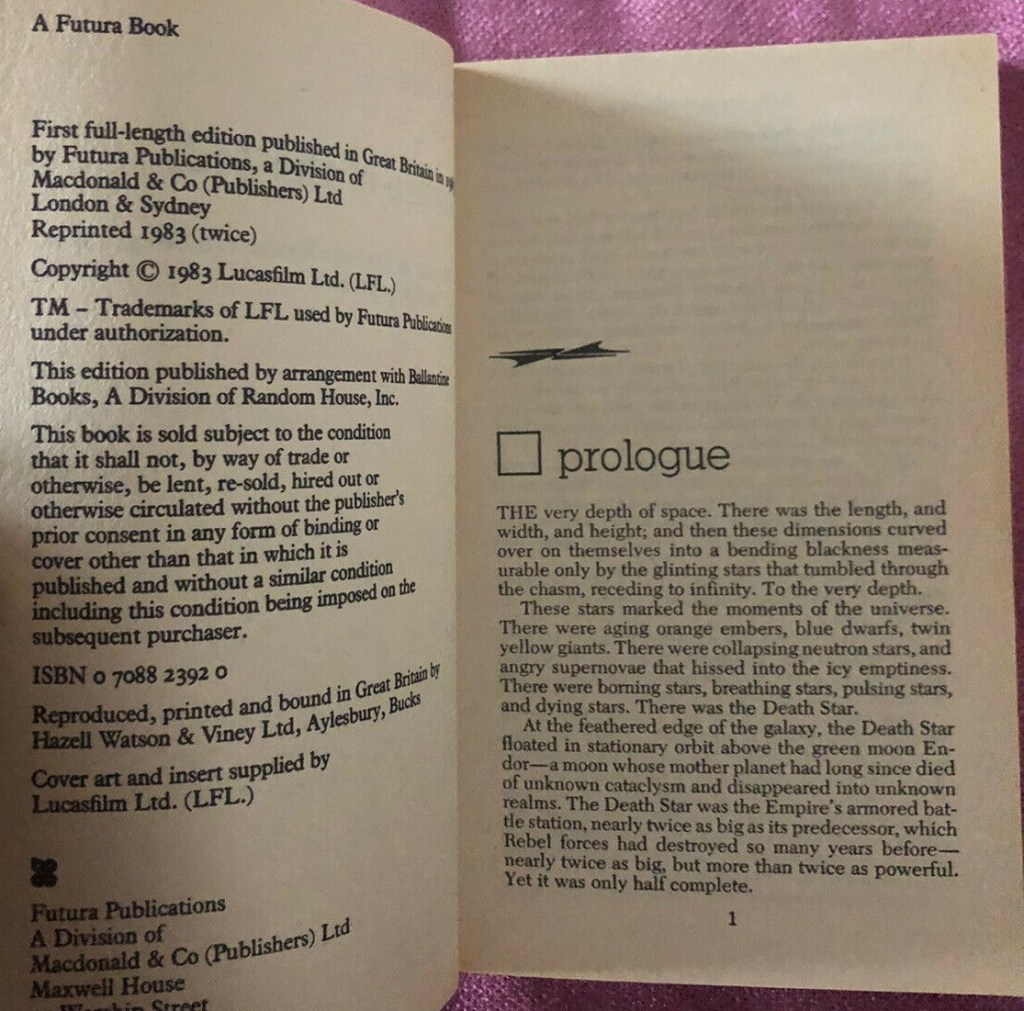 A Futura Book
First full-length edition published in Great Britain in
by Futura Publications, a Division of
Macdonald & Co (Publishers) Ltd
London & Sydney
Reprinted 1983 (twice)
Copyright © 1983 Lucasfilm Ltd. (LFL.)
TM – Trademarks of LFL used by Futura Publications
under authorization.
This edition published by arrangement with Ballantine
Books, A Division of Random House, Inc.
This book is sold subject to the condition
that it shall not, by way of trade or
otherwise, be lent, re-sold, hired out or
otherwise circulated without the publisher's
prior consent in any form of binding or
cover other than that in which it is
published and without a similar condition
including this condition being imposed on the
subsequent purchaser.
ISBN 0 7088 2392 0
Reproduced, printed and bound in Great Britain by
Hazell Watson & Viney Ltd, Aylesbury, Bucks
Cover art and insert supplied by
Lucasfilm Ltd. (LFL.)
Futura Publications
A Division of
Macdonald & Co (Publishers) Ltd
Maxwell House
Worship Street
prologue
THE very depth of space. There was the length, and
width, and height; and then these dimensions curved
over on themselves into a bending blackness meas-
urable only by the glinting stars that tumbled through
the chasm, receding to infinity. To the very depth.
These stars marked the moments of the universe.
There were aging orange embers, blue dwarfs, twin
yellow giants. There were collapsing neutron stars, and
angry supernovae that hissed into the icy emptiness.
There were borning stars, breathing stars, pulsing stars,
and dying stars. There was the Death Star.
At the feathered edge of the galaxy, the Death Star
floated in stationary orbit above the green moon En-
dor—a moon whose mother planet had long since died
of unknown cataclysm and disappeared into unknown
realms. The Death Star was the Empire's armored bat-
tle station, nearly twice as big as its predecessor, which
Rebel forces had destroyed so many years before—
nearly twice as big, but more than twice as powerful.
Yet it was only half complete.
1